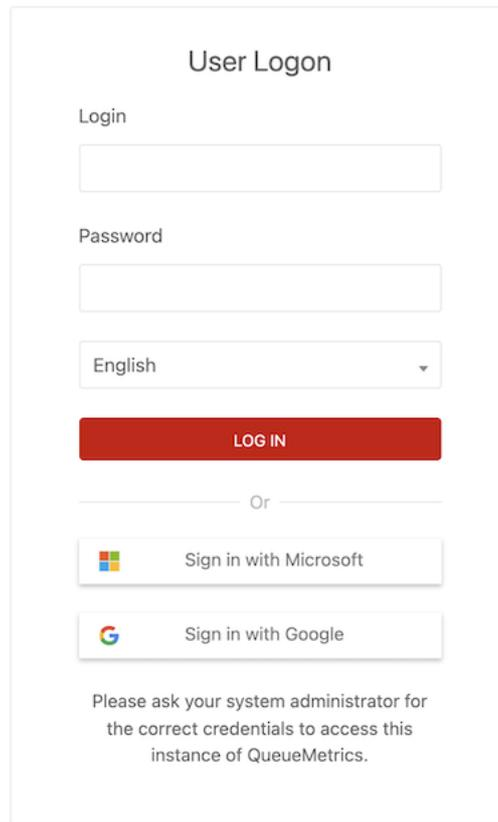 User Logon
Login
Password
English
LOG IN
Or
Sign in with Microsoft
Sign in with Google
Please ask your system administrator for
the correct credentials to access this
instance of QueueMetrics.